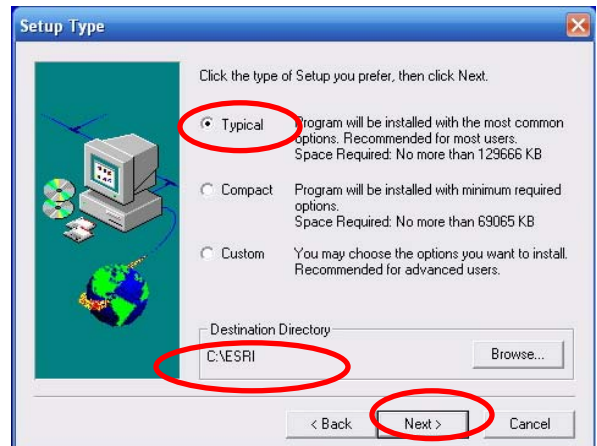 Setup Type
Click the type of Setup you prefer, then click Next.
Typical
Program will be installed with the most common
options. Recommended for most users.
Space Required: No more than 129666 KB
Compact
Program will be installed with minimum required
options.
Space Required: No more than 69065 KB
Custom
You may choose the options you want to install.
Recommended for advanced users.
Destination Directory
C:\ESRI
Browse...
< Back
Next >
Cancel